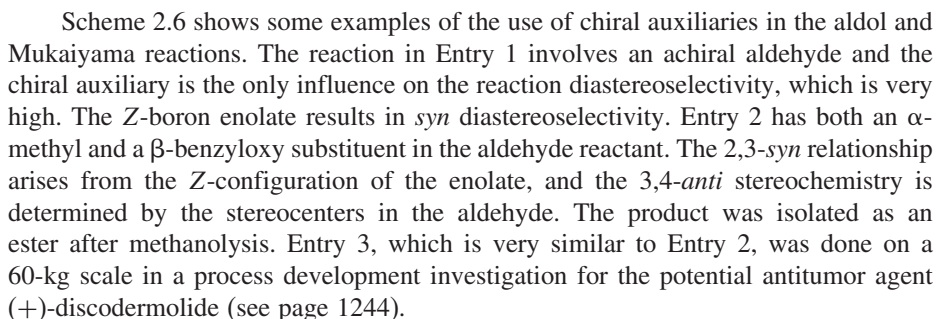 Scheme 2.6 shows some examples of the use of chiral auxiliaries in the aldol and
Mukaiyama reactions. The reaction in Entry 1 involves an achiral aldehyde and the
chiral auxiliary is the only influence on the reaction diastereoselectivity, which is very
high. The Z-boron enolate results in syn diastereoselectivity. Entry 2 has both an α-
methyl and a β-benzyloxy substituent in the aldehyde reactant. The 2,3-syn relationship
arises from the Z-configuration of the enolate, and the 3,4-anti stereochemistry is
determined by the stereocenters in the aldehyde. The product was isolated as an
ester after methanolysis. Entry 3, which is very similar to Entry 2, was done on a
60-kg scale in a process development investigation for the potential antitumor agent
(+)-discodermolide (see page 1244).